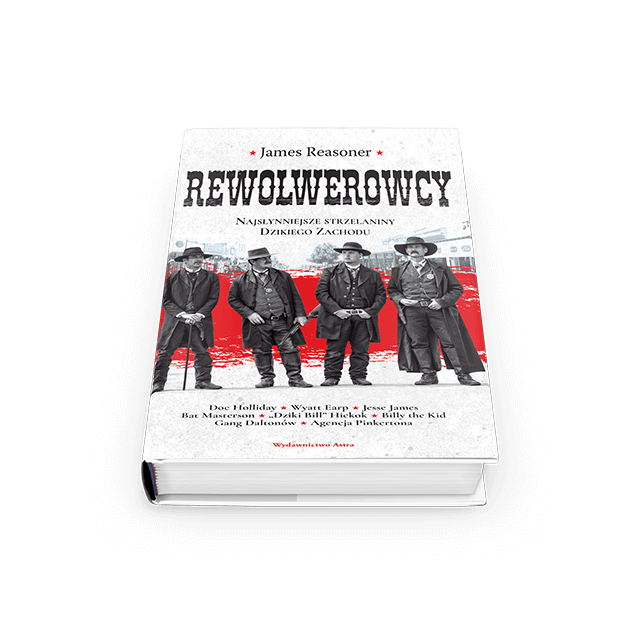 ★ James Reasoner ★
REWOLWEROWCY
Najsłynniejsze strzelaniny
Dzikiego Zachodu
Doc Holliday ★ Wyatt Earp ★ Jesse James
Bat Masterson ★ „Dziki Bill” Hickok ★ Billy the Kid
Gang Daltonów ★ Agencja Pinkertona
Wydawnictwo Astra